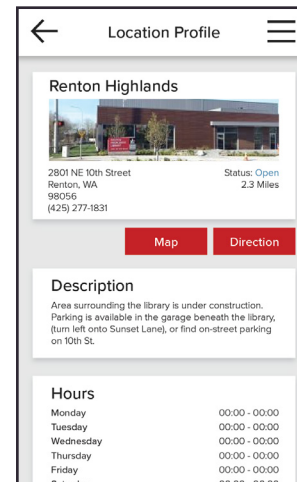 Location Profile
Renton Highlands
2801 NE 10th Street
Status: Open
Renton, WA
2.3 Miles
98056
(425) 277-1831
Map
Direction
Description
Area surrounding the library is under construction.
Parking is available in the garage beneath the library,
(turn left onto Sunset Lane), or find on-street parking
on 10th St.
Hours
Monday 00:00 - 00:00
Tuesday 00:00 - 00:00
Wednesday 00:00 - 00:00
Thursday 00:00 - 00:00
Friday 00:00 - 00:00